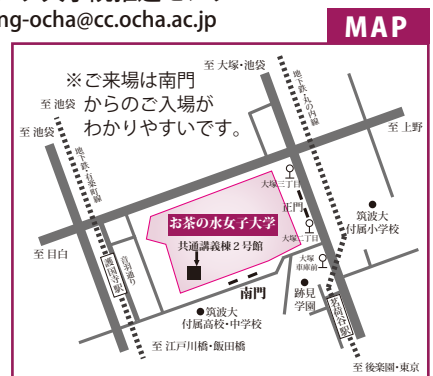 ng-ocha@cc.ocha.ac.jp
MAP
※ご来場は南門
からのご入場が
わかりやすいです。
至 大塚・池袋
地下鉄・丸の内線
至 池袋
至 池袋
至 上野
地下鉄・有楽町線
大塚三丁目
正門
お茶の水女子大学
筑波大
付属小学校
大塚二丁目
共通講義棟２号館
至 目白
護国寺駅
音羽通り
大塚
車庫前
南門
跡見
学園
茗荷谷駅
●筑波大
付属高校・中学校
至 江戸川橋・飯田橋
至 後楽園・東京